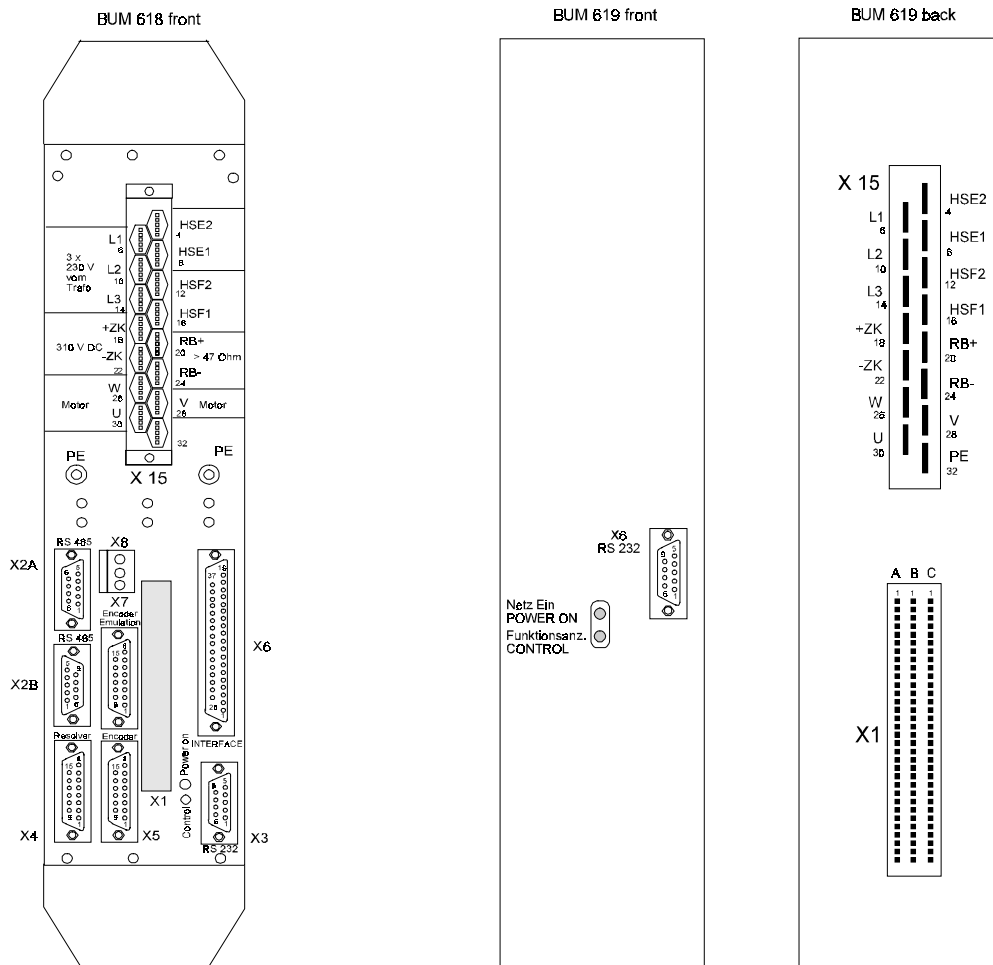 BUM 618 front
HSE2
4
L1
6
HSE1
8
3 x
230 V
vom
Trafo
L2
10
HSF2
12
L3
14
HSF1
16
+ZK
18
310 V DC
RB+
20
> 47 Ohm
-ZK
22
RB-
24
W
26
Motor
V
28
Motor
U
30
32
PE
PE
X 15
X2A
RS 485
X8
X7
Encoder
Emulation
X6
RS 485
X2B
INTERFACE
Resolver
Encoder
Power on
Control
X1
X4
X5
X3
RS 232
BUM 619 front
X6
RS 232
Netz Ein
POWER ON
Funktionsanz.
CONTROL
BUM 619 back
X 15
HSE2
4
L1
6
HSE1
8
L2
10
HSF2
12
L3
14
HSF1
16
+ZK
18
RB+
20
-ZK
22
RB-
24
W
26
V
28
U
30
PE
32
A B C
1 1 1
X1